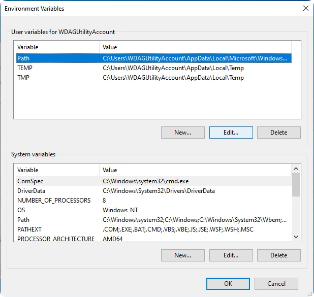 Environment Variables
User variables for WDAGUtilityAccount
Variable Value
Path C:\Users\WDAGUtilityAccount\AppData\Local\Microsoft\Windows...
TEMP C:\Users\WDAGUtilityAccount\AppData\Local\Temp
TMP C:\Users\WDAGUtilityAccount\AppData\Local\Temp
New... Edit... Delete
System variables
Variable Value
ComSpec C:\Windows\system32\cmd.exe
DriverData C:\Windows\System32\Drivers\DriverData
NUMBER_OF_PROCESSORS 8
OS Windows_NT
Path C:\Windows\system32;C:\Windows;C:\Windows\System32\Wbem;...
PATHEXT .COM;.EXE;.BAT;.CMD;.VBS;.VBE;.JS;.JSE;.WSF;.WSH;.MSC
PROCESSOR_ARCHITECTURE AMD64
New... Edit... Delete
OK Cancel